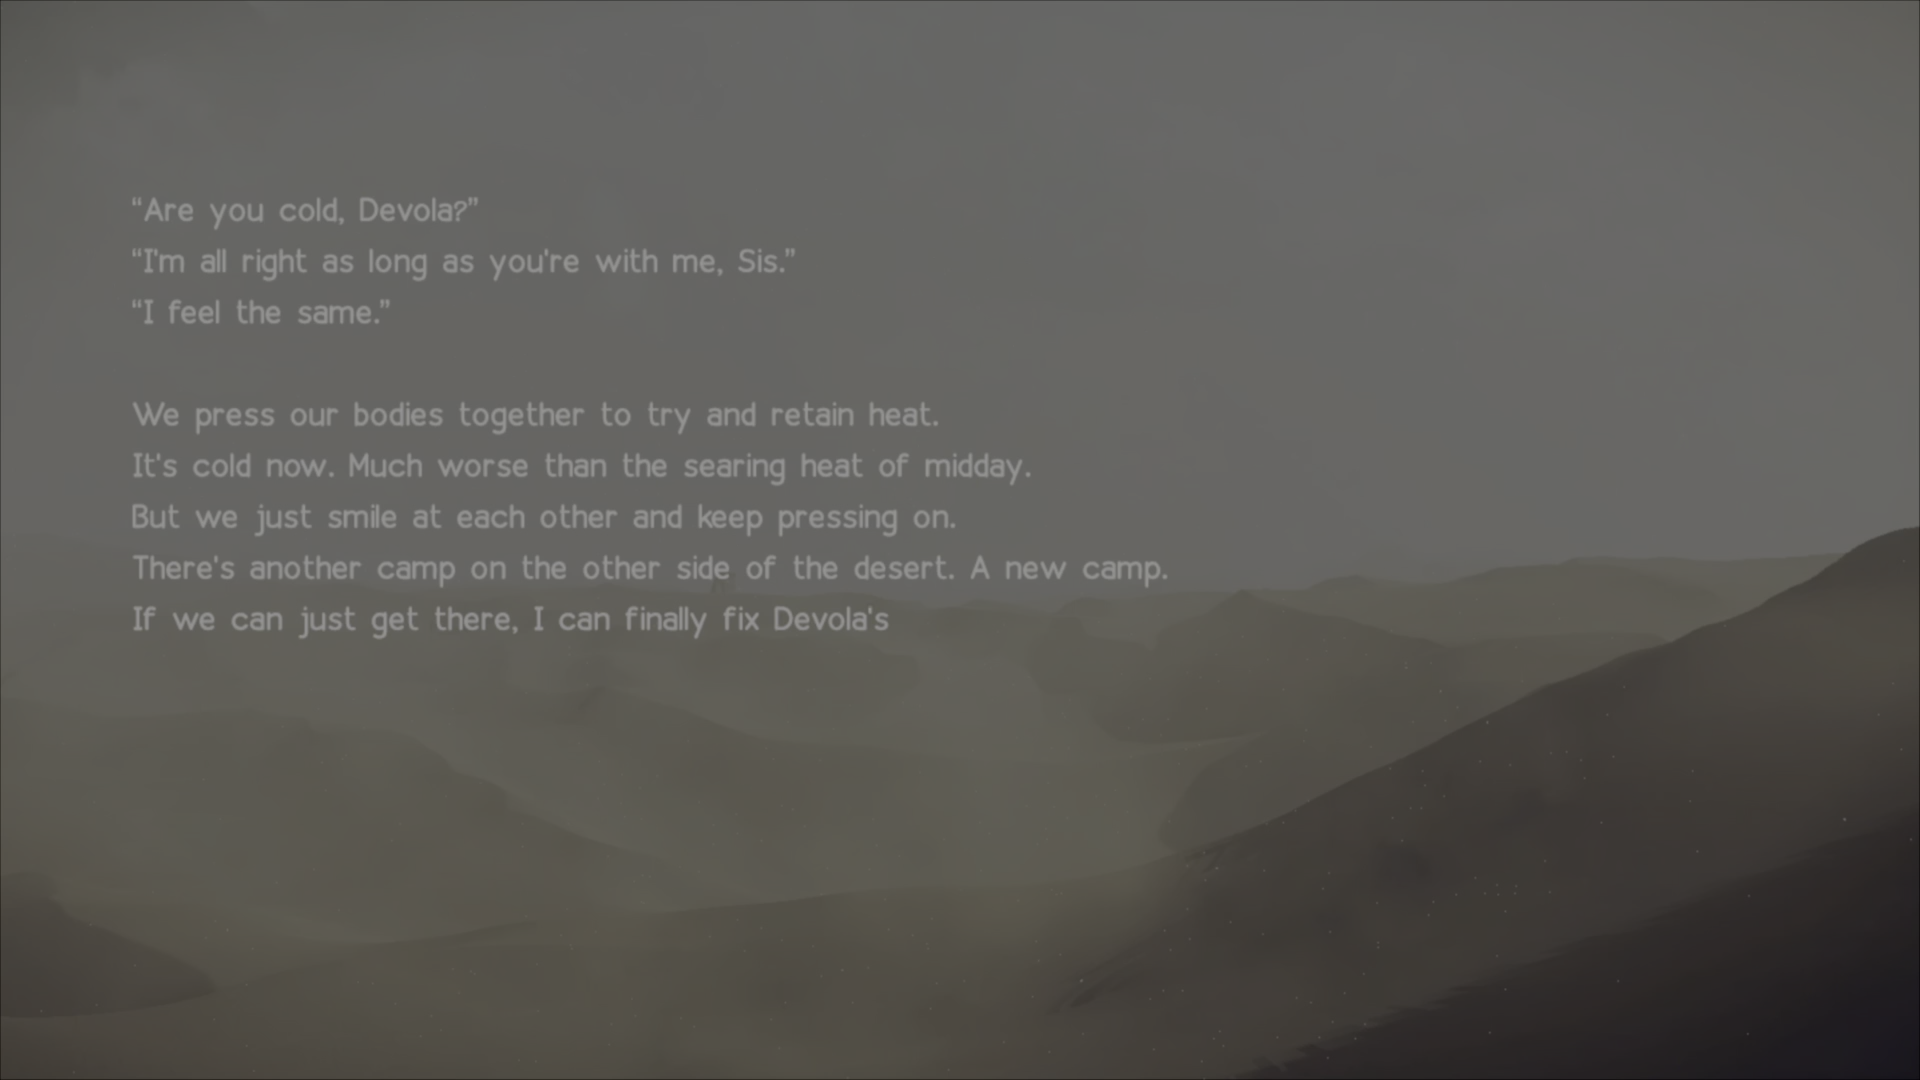 “Are you cold, Devola?”
“I'm all right as long as you're with me, Sis.”
“I feel the same.”
We press our bodies together to try and retain heat.
It's cold now. Much worse than the searing heat of midday.
But we just smile at each other and keep pressing on.
There's another camp on the other side of the desert. A new camp.
If we can just get there, I can finally fix Devola's